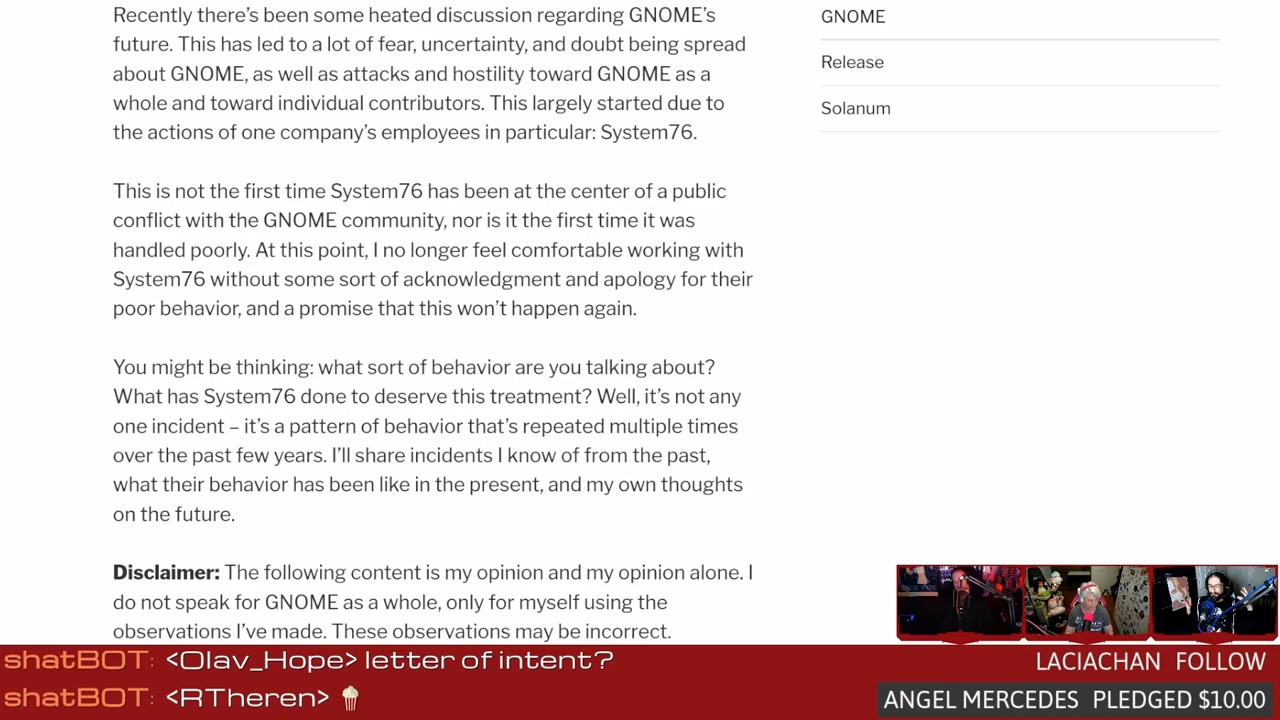 Recently there's been some heated discussion regarding GNOME's
future. This has led to a lot of fear, uncertainty, and doubt being spread
about GNOME, as well as attacks and hostility toward GNOME as a
whole and toward individual contributors. This largely started due to
the actions of one company's employees in particular: System76.
This is not the first time System76 has been at the center of a public
conflict with the GNOME community, nor is it the first time it was
handled poorly. At this point, I no longer feel comfortable working with
System76 without some sort of acknowledgment and apology for their
poor behavior, and a promise that this won't happen again.
You might be thinking: what sort of behavior are you talking about?
What has System76 done to deserve this treatment? Well, it's not any
one incident – it's a pattern of behavior that's repeated multiple times
over the past few years. I'll share incidents I know of from the past,
what their behavior has been like in the present, and my own thoughts
on the future.
Disclaimer: The following content is my opinion and my opinion alone. I
do not speak for GNOME as a whole, only for myself using the
observations I've made. These observations may be incorrect.
GNOME
Release
Solanum
shatBOT: <Olav_Hope> letter of intent?
shatBOT: <RTheren> 🍿
LACIACHAN FOLLOW
ANGEL MERCEDES PLEDGED $10.00